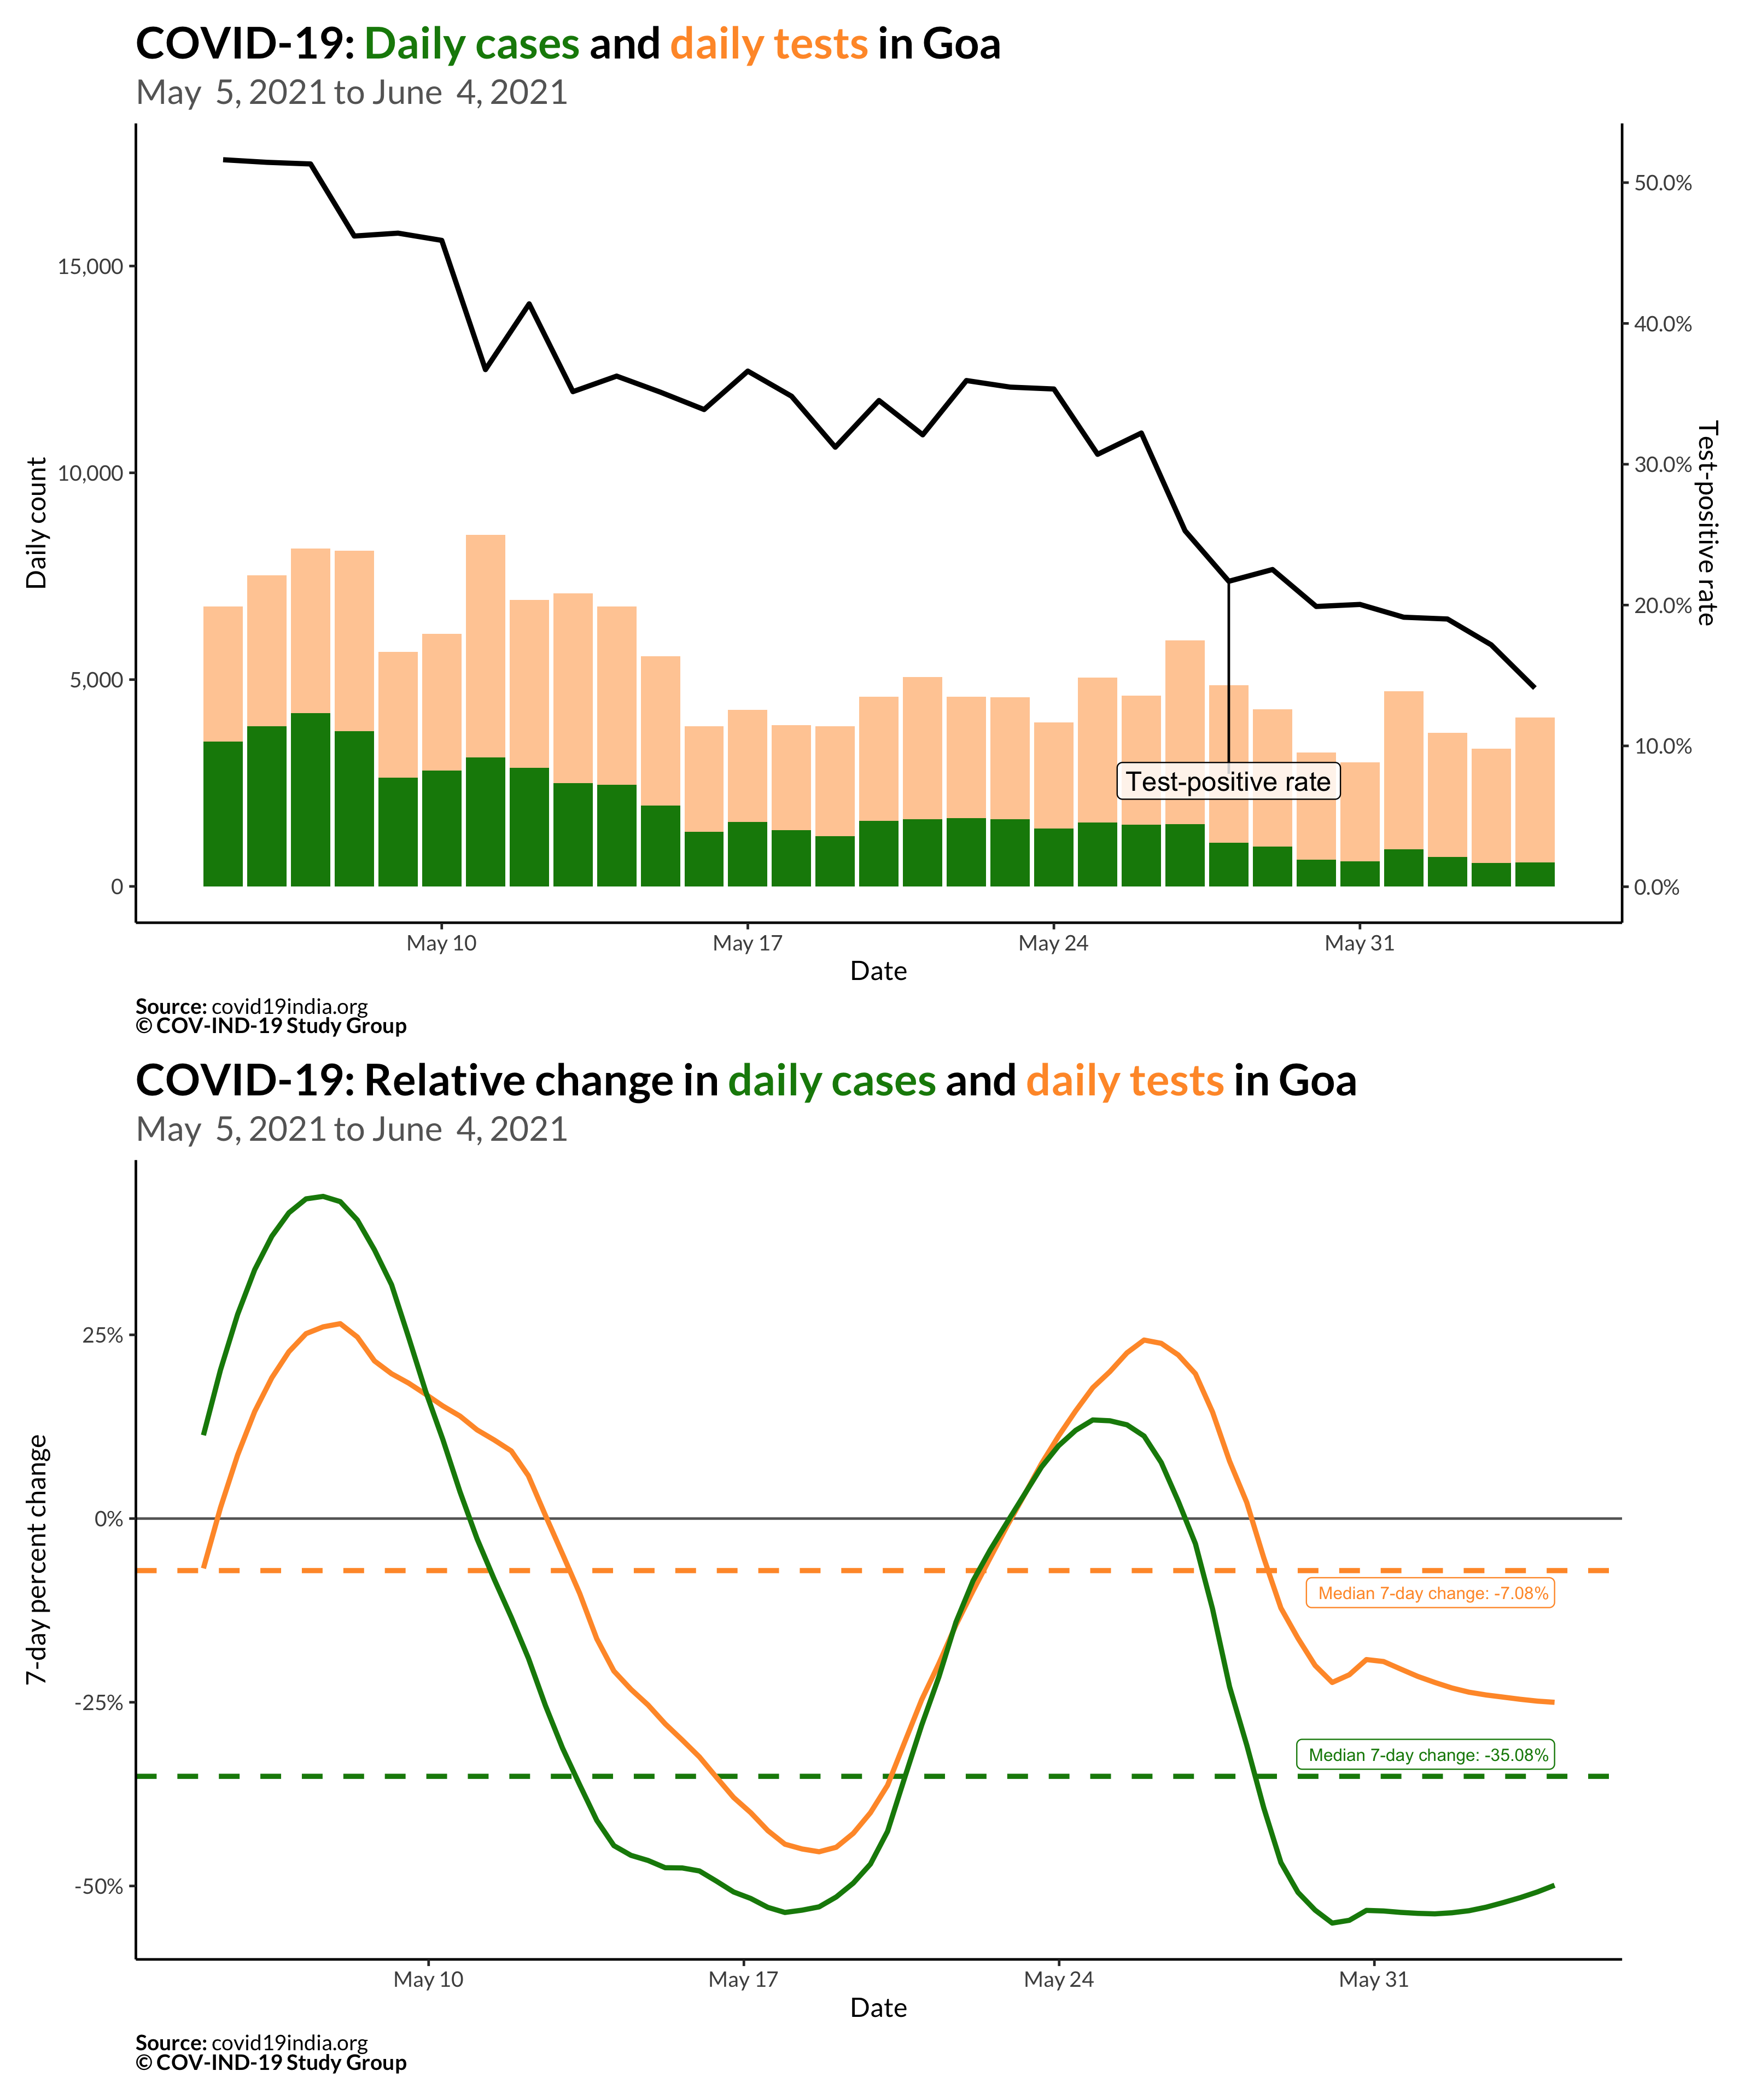 COVID-19: Daily cases and daily tests in Goa
May 5, 2021 to June 4, 2021
15,000
10,000
5,000
0
Daily count
50.0%
40.0%
30.0%
20.0%
10.0%
0.0%
Test-positive rate
Test-positive rate
May 10
May 17
May 24
May 31
Date
Source: covid19india.org
© COV-IND-19 Study Group
COVID-19: Relative change in daily cases and daily tests in Goa
May 5, 2021 to June 4, 2021
25%
0%
-25%
-50%
7-day percent change
Median 7-day change: -7.08%
Median 7-day change: -35.08%
May 10
May 17
May 24
May 31
Date
Source: covid19india.org
© COV-IND-19 Study Group